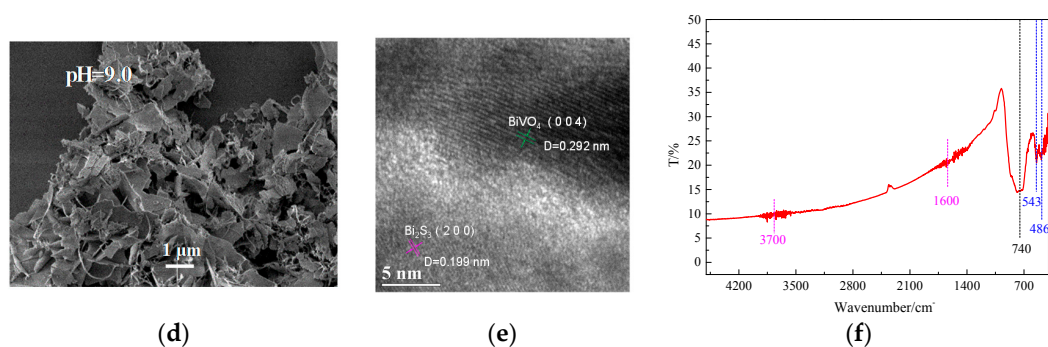 pH=9.0
1 μm
(d)
BiVO₄ (0 0 4)
D=0.292 nm
Bi₂S₃ (2 0 0)
D=0.199 nm
5 nm
(e)
50
45
40
35
30
25
20
15
10
5
0
T/%
3700
1600
543
486
740
4200 3500 2800 2100 1400 700
Wavenumber/cm⁻
(f)